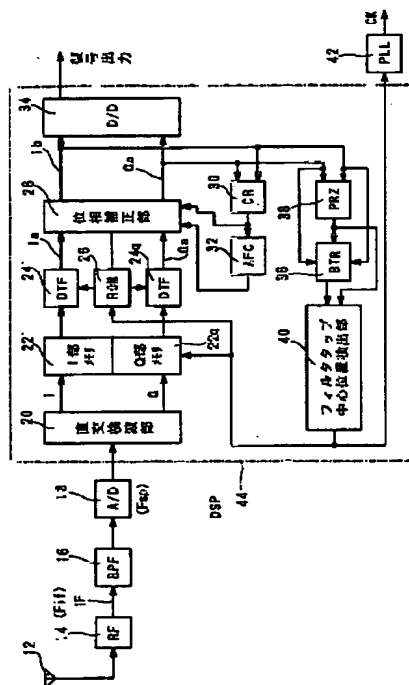 12
14
(Fif)
RF
IF
16
BPF
18
A/D
(Fsp)
20
直交検波部
I
Q
22
I部
メモリ
Q部
メモリ
22q
24
DTF
26
ROM
24q
DTF
Ia
Qa
28
位相補正部
Ib
Qa
34
D/D
復号出力
30
CR
32
AFC
38
PRZ
36
BTR
40
フィルタタップ
中心位置検出部
DSP
44
42
PLL
CK